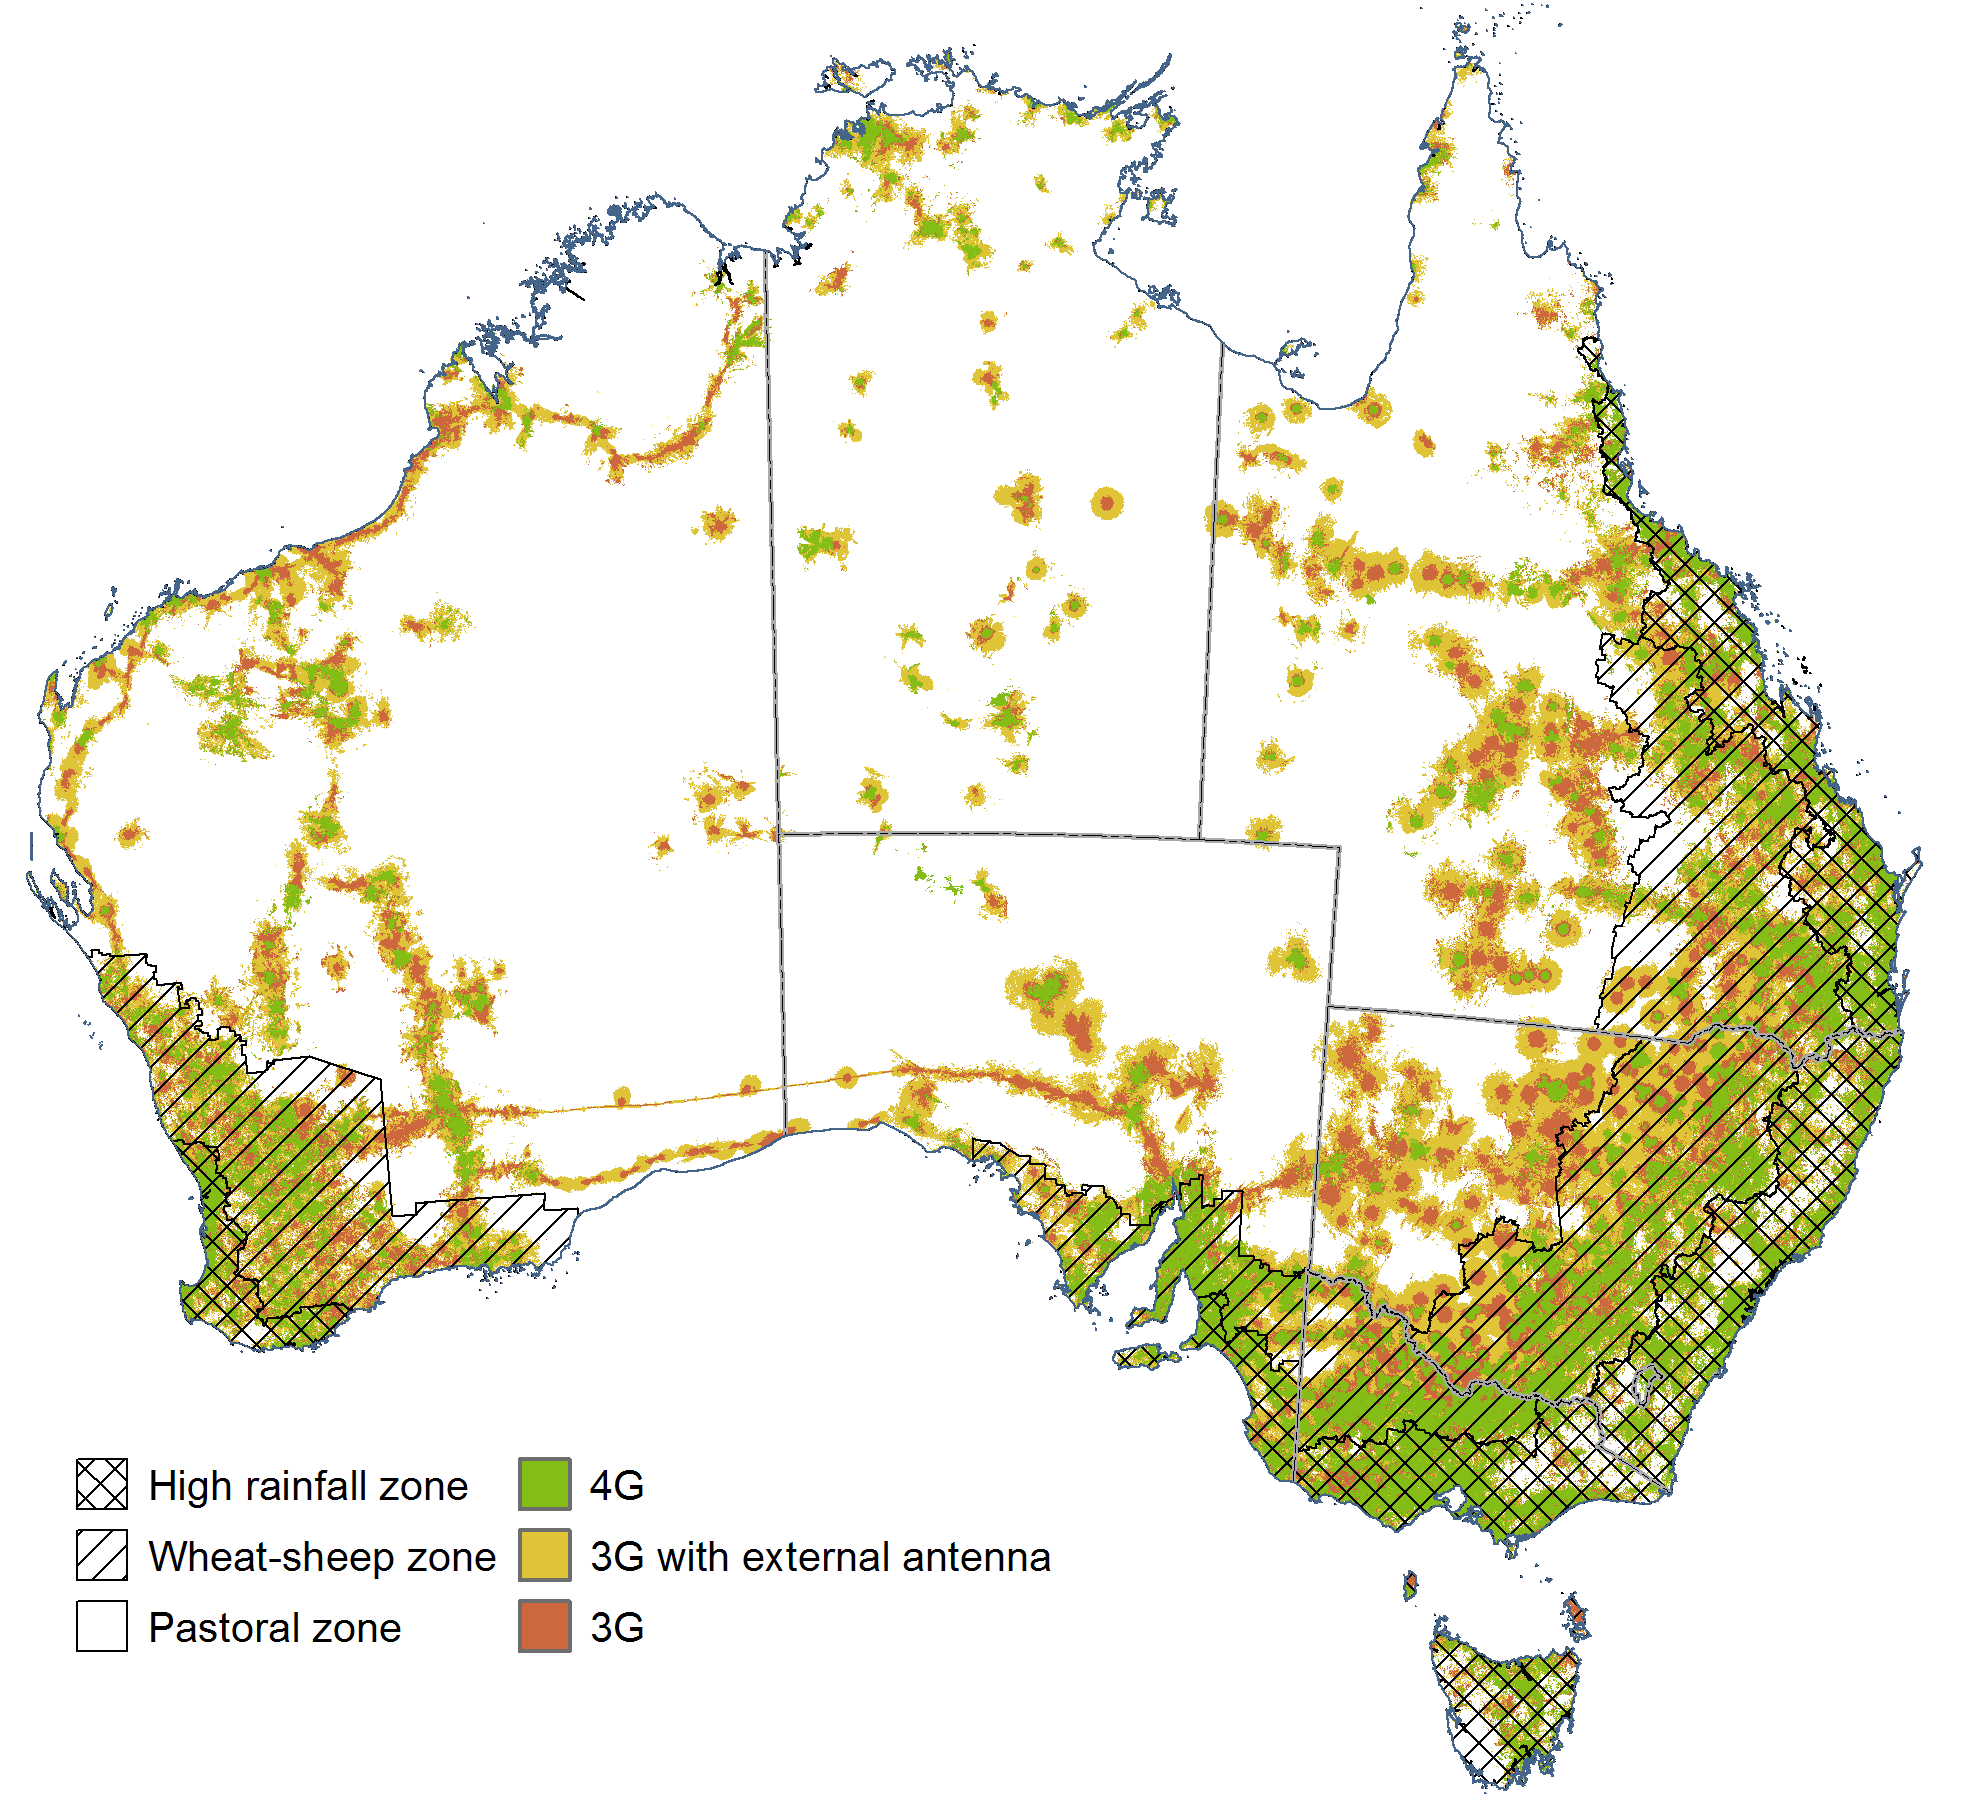 High rainfall zone
Wheat-sheep zone
Pastoral zone
4G
3G with external antenna
3G